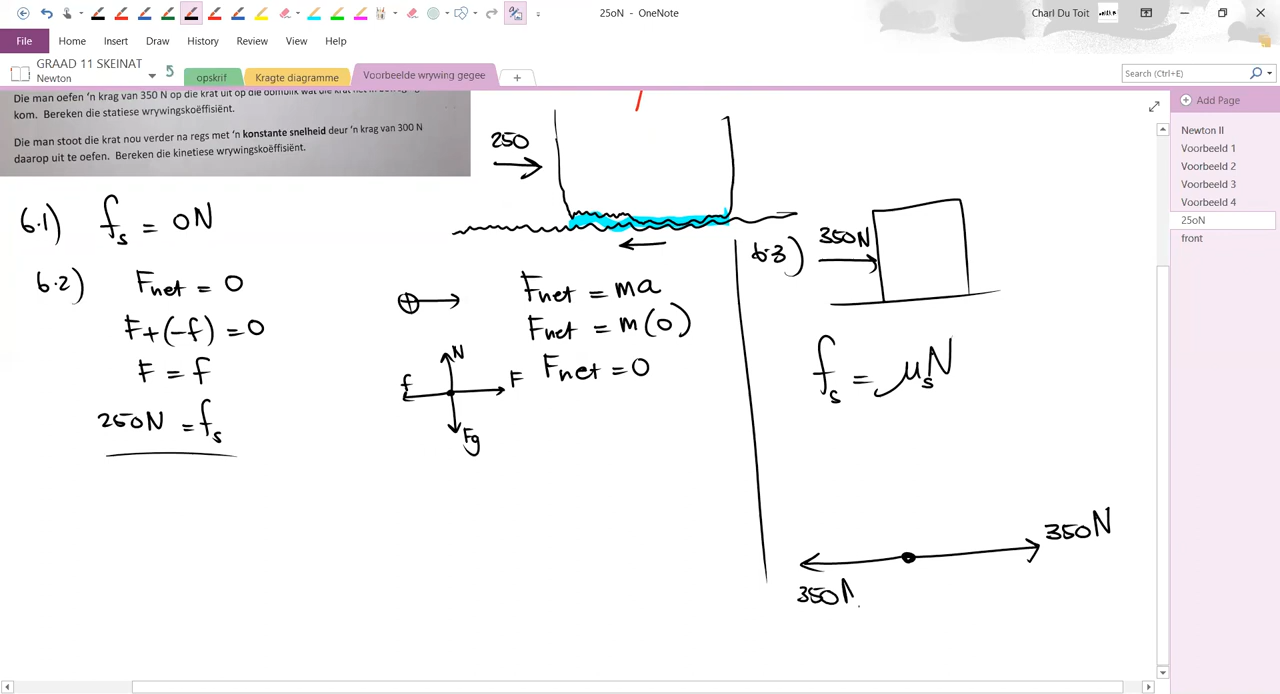 25oN - OneNote
Charl Du Toit
File Home Insert Draw History Review View Help
GRAAD 11 SKEINAT
Newton
opskrif
Kragte diagramme
Voorbeelde wrywing gegee
Search (Ctrl+E)
Add Page
Newton II
Voorbeeld 1
Voorbeeld 2
Voorbeeld 3
Voorbeeld 4
25oN
front
Die man oefen 'n krag van 350 N op die krat uit op die oomblik wat die krat net in
kom. Bereken die statiese wrywingskoëffisiënt.
Die man stoot die krat nou verder na regs met 'n konstante snelheid deur 'n krag van 300 N
daarop uit te oefen. Bereken die kinetiese wrywingskoëffisiënt.
250
6.1) fs = 0N
6.2) Fnet = 0
F+(-f) = 0
F = f
250N = fs
N
f
F
Fg
Fnet = ma
Fnet = m(0)
Fnet = 0
6.3)
350N
fs = μsN
350N
350N